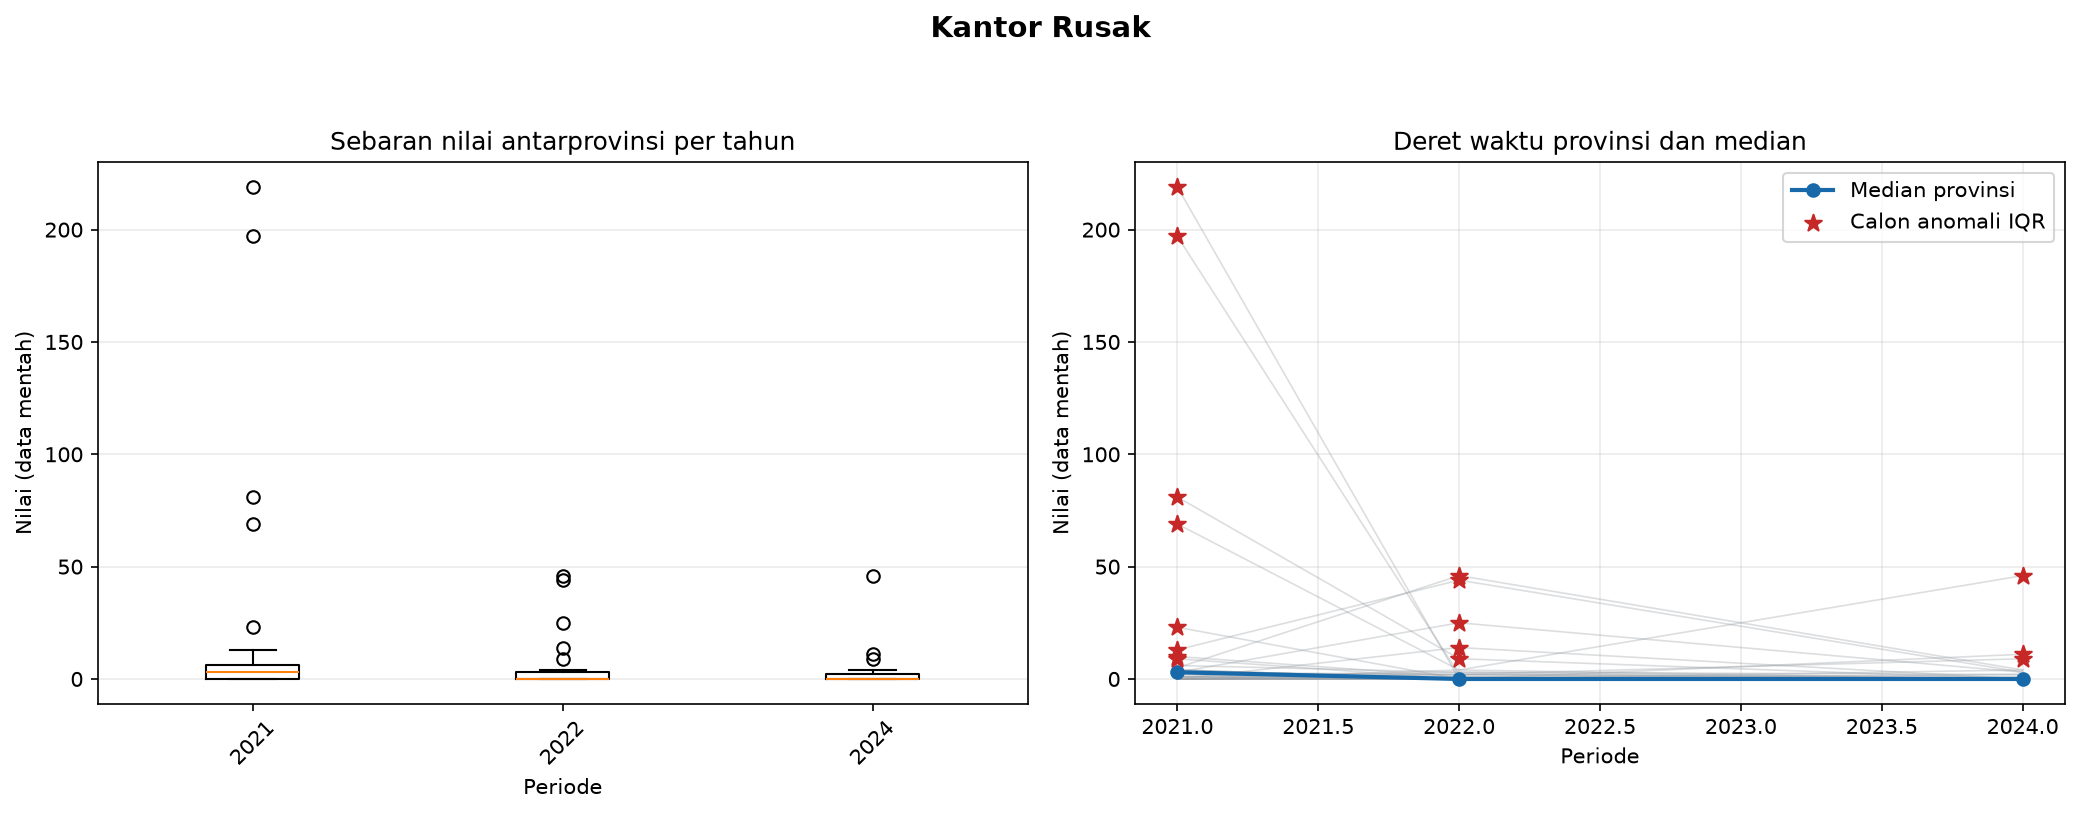 Kantor Rusak
Sebaran nilai antarprovinsi per tahun
Nilai (data mentah)
200
150
100
50
0
2021
2022
2024
Periode
Deret waktu provinsi dan median
Median provinsi
Calon anomali IQR
Nilai (data mentah)
200
150
100
50
0
2021.0 2021.5 2022.0 2022.5 2023.0 2023.5 2024.0
Periode